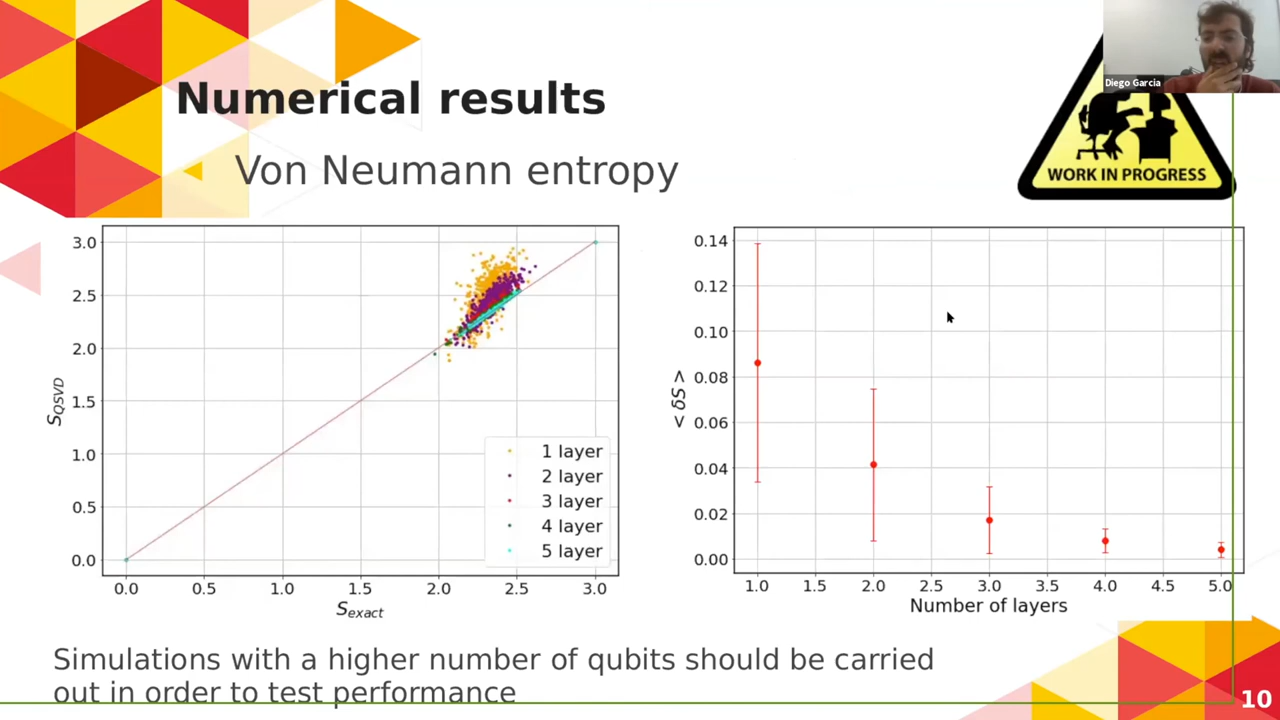 Diego Garcia
Numerical results
Von Neumann entropy
WORK IN PROGRESS
3.0
2.5
2.0
1.5
1.0
0.5
0.0
S_QSVD
1 layer
2 layer
3 layer
4 layer
5 layer
0.0 0.5 1.0 1.5 2.0 2.5 3.0
S_exact
0.14
0.12
0.10
0.08
0.06
0.04
0.02
0.00
< δS >
1.0 1.5 2.0 2.5 3.0 3.5 4.0 4.5 5.0
Number of layers
Simulations with a higher number of qubits should be carried
out in order to test performance
10